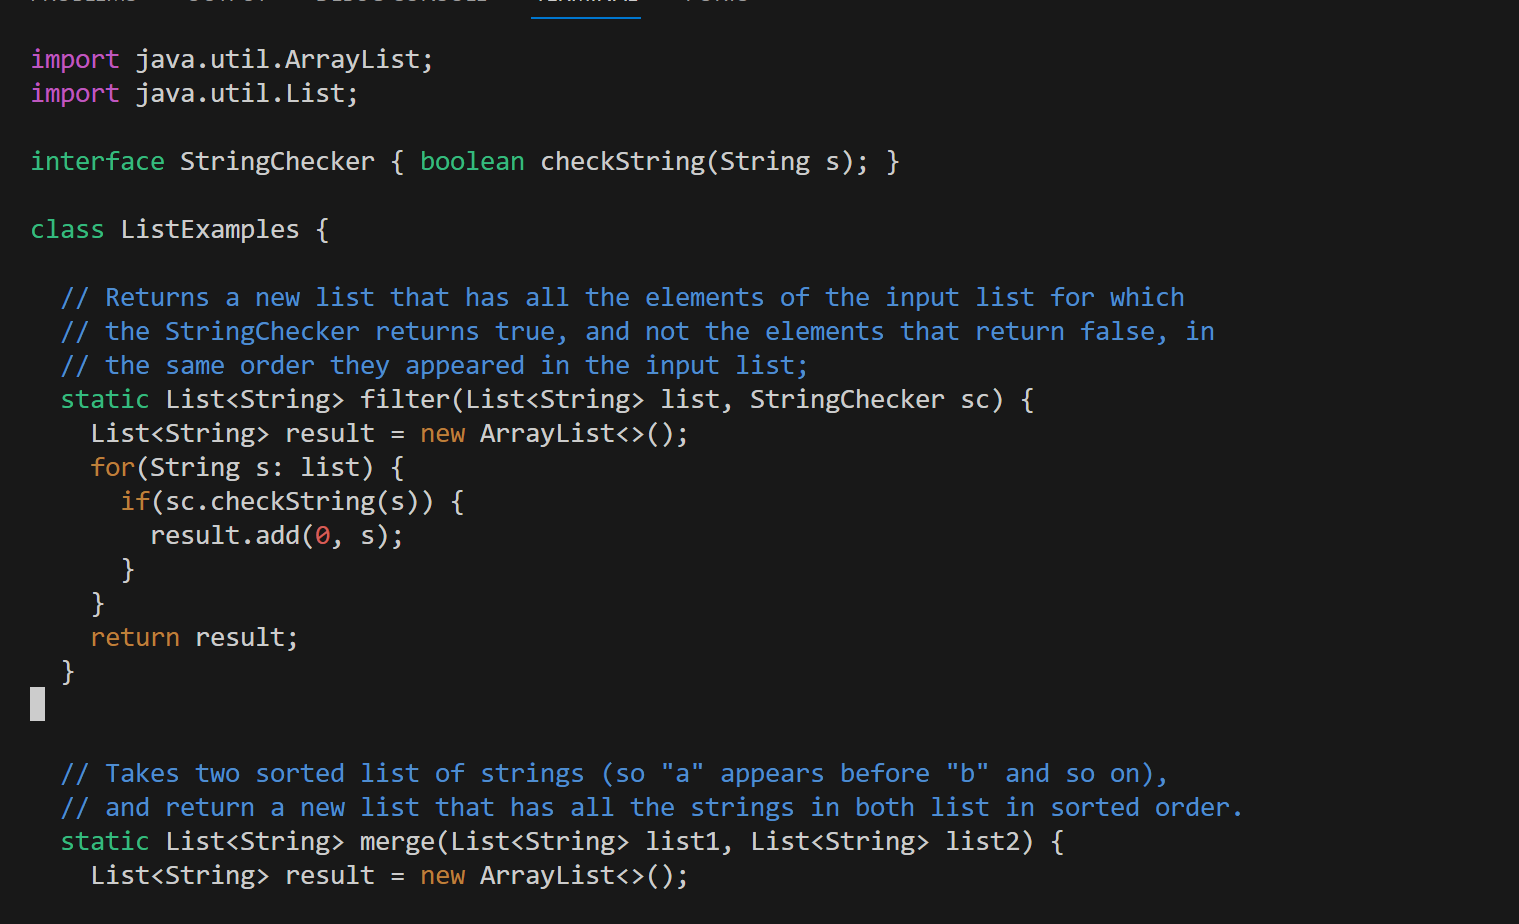 TERMINAL
import java.util.ArrayList;
import java.util.List;
interface StringChecker { boolean checkString(String s); }
class ListExamples {
// Returns a new list that has all the elements of the input list for which
// the StringChecker returns true, and not the elements that return false, in
// the same order they appeared in the input list;
static List<String> filter(List<String> list, StringChecker sc) {
List<String> result = new ArrayList<>();
for(String s: list) {
if(sc.checkString(s)) {
result.add(0, s);
}
}
return result;
}
// Takes two sorted list of strings (so "a" appears before "b" and so on),
// and return a new list that has all the strings in both list in sorted order.
static List<String> merge(List<String> list1, List<String> list2) {
List<String> result = new ArrayList<>();